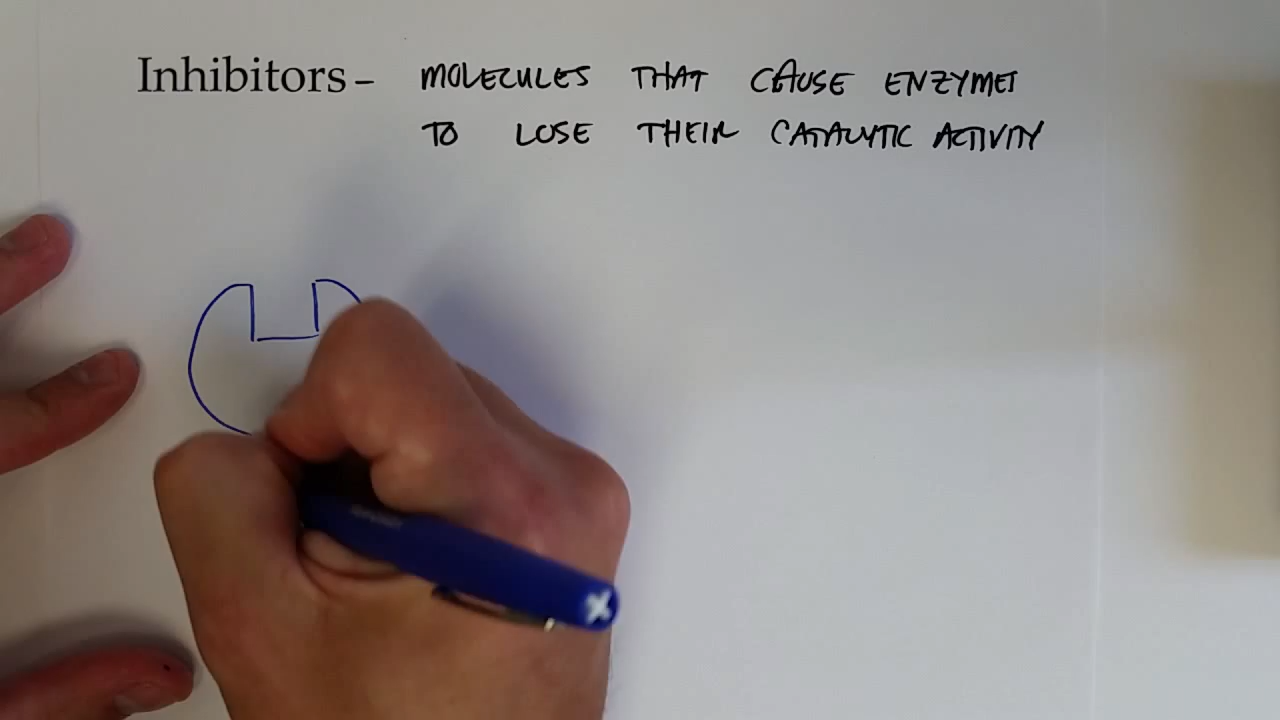 Inhibitors – MOLECULES THAT CAUSE ENZYMES
TO LOSE THEIR CATALYTIC ACTIVITY